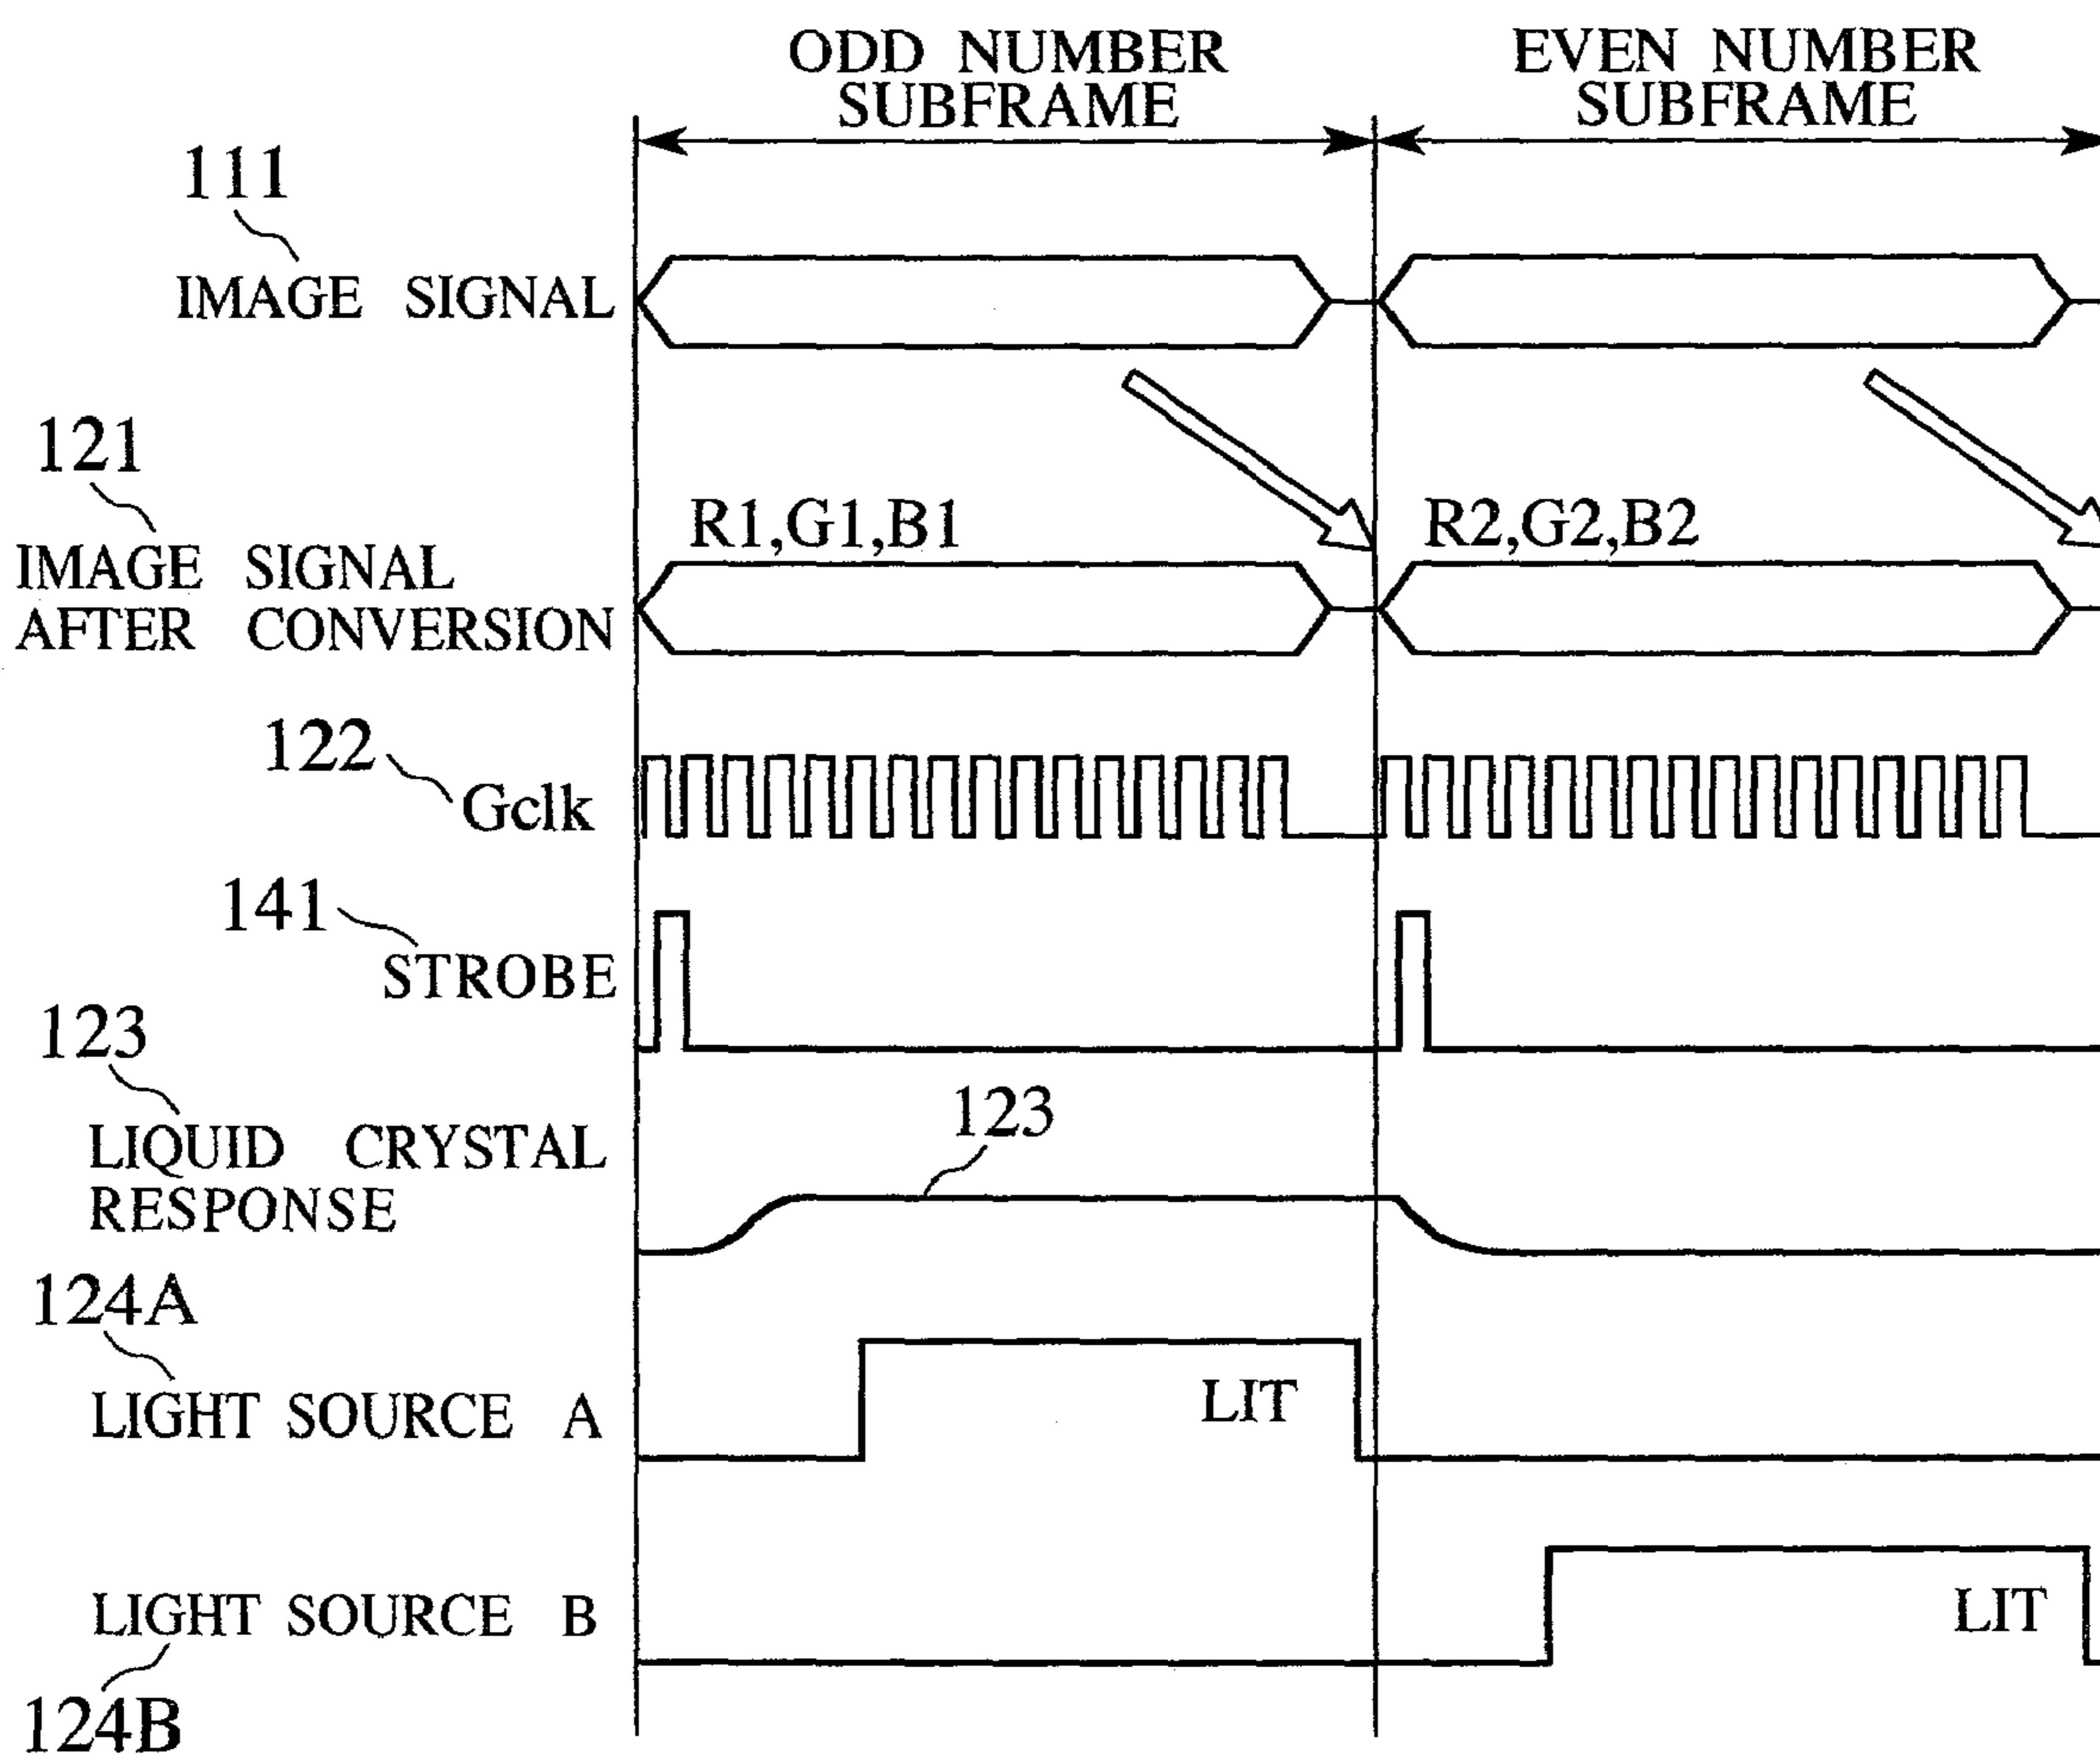 ODD NUMBER
SUBFRAME
EVEN NUMBER
SUBFRAME
111
IMAGE SIGNAL
121
IMAGE SIGNAL
AFTER CONVERSION
R1,G1,B1
R2,G2,B2
122
Gclk
141
STROBE
123
LIQUID CRYSTAL
RESPONSE
123
124A
LIGHT SOURCE A
LIT
LIGHT SOURCE B
LIT
124B